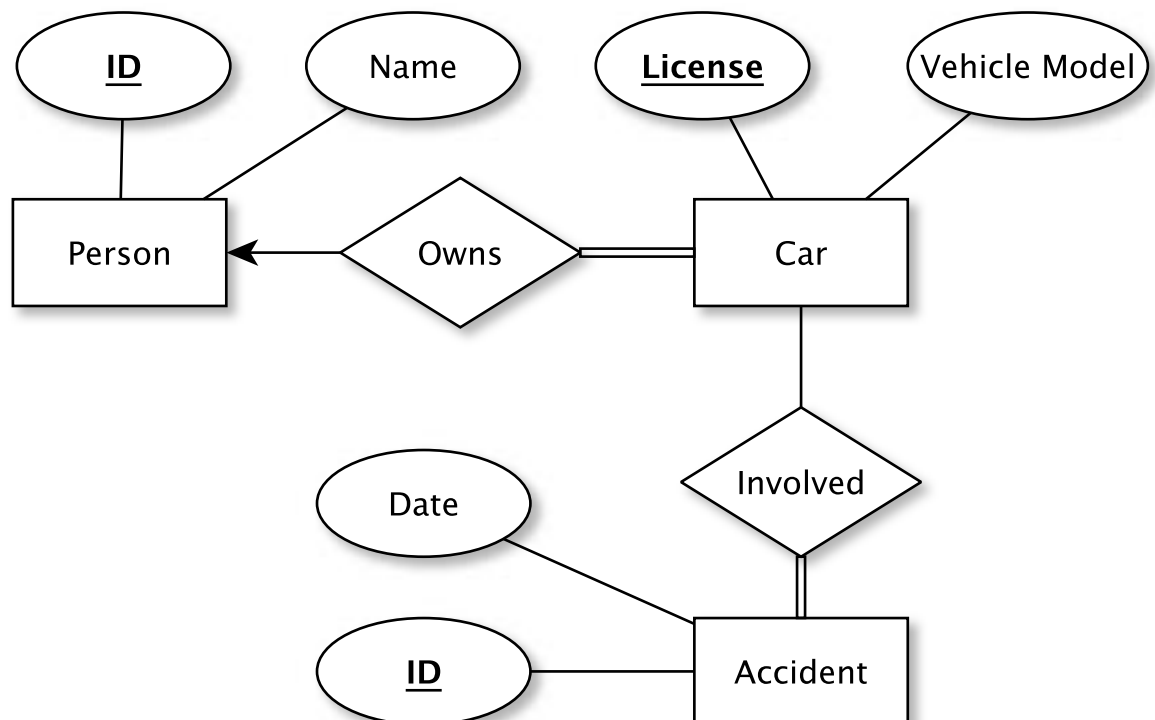 ID
Name
License
Vehicle Model
Person
Owns
Car
Involved
Date
ID
Accident